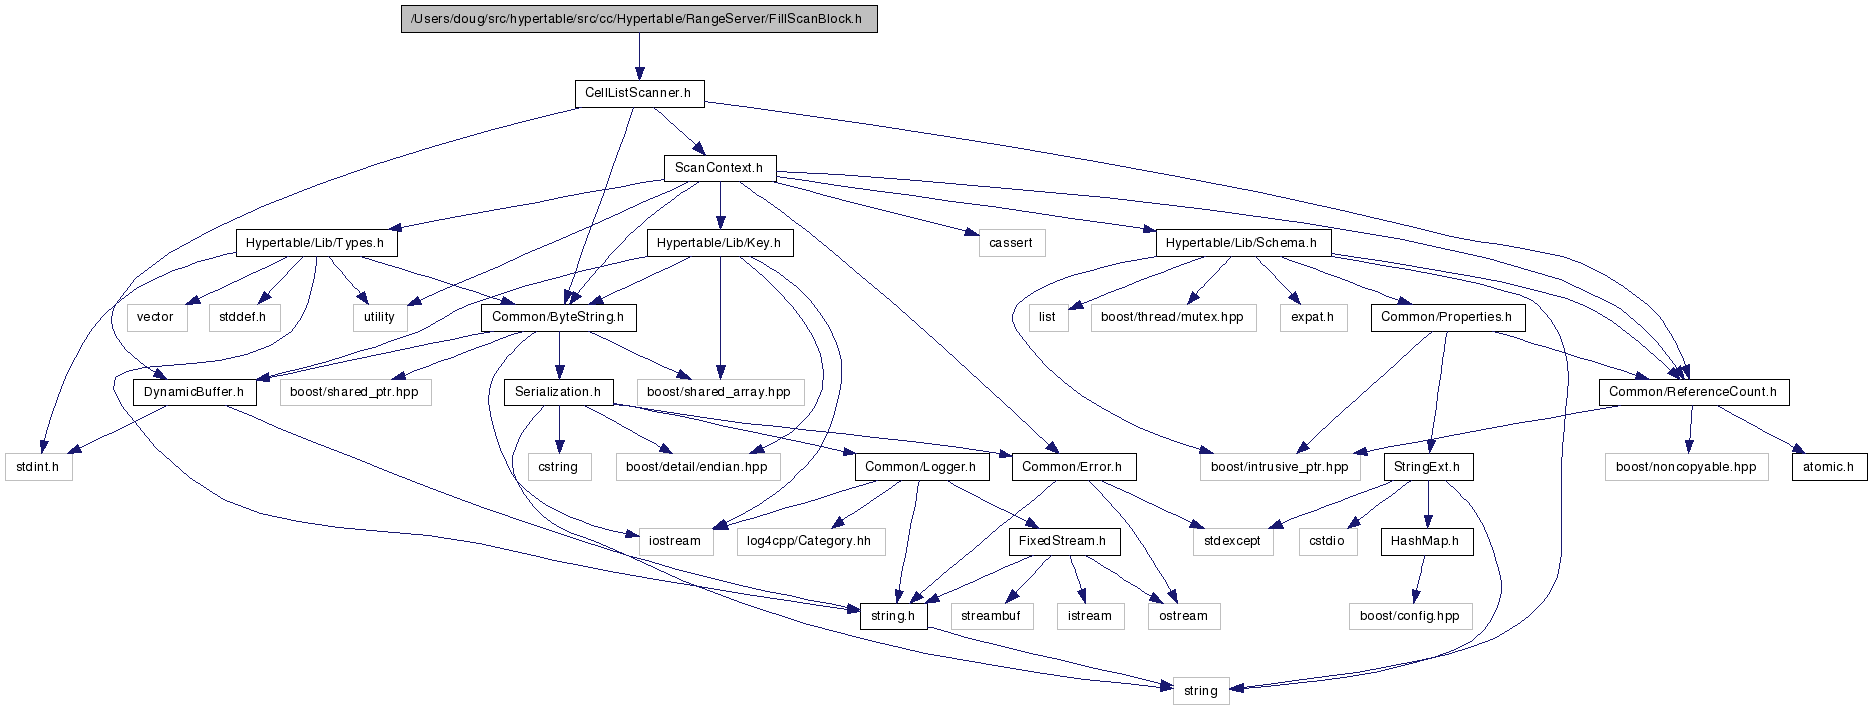 /Users/doug/src/hypertable/src/cc/Hypertable/RangeServer/FillScanBlock.h
CellListScanner.h
ScanContext.h
Hypertable/Lib/Types.h
Hypertable/Lib/Key.h
cassert
Hypertable/Lib/Schema.h
vector
stddef.h
utility
Common/ByteString.h
list
boost/thread/mutex.hpp
expat.h
Common/Properties.h
DynamicBuffer.h
boost/shared_ptr.hpp
Serialization.h
boost/shared_array.hpp
Common/ReferenceCount.h
stdint.h
cstring
boost/detail/endian.hpp
Common/Logger.h
Common/Error.h
boost/intrusive_ptr.hpp
StringExt.h
boost/noncopyable.hpp
atomic.h
iostream
log4cpp/Category.hh
FixedStream.h
stdexcept
cstdio
HashMap.h
string.h
streambuf
istream
ostream
boost/config.hpp
string